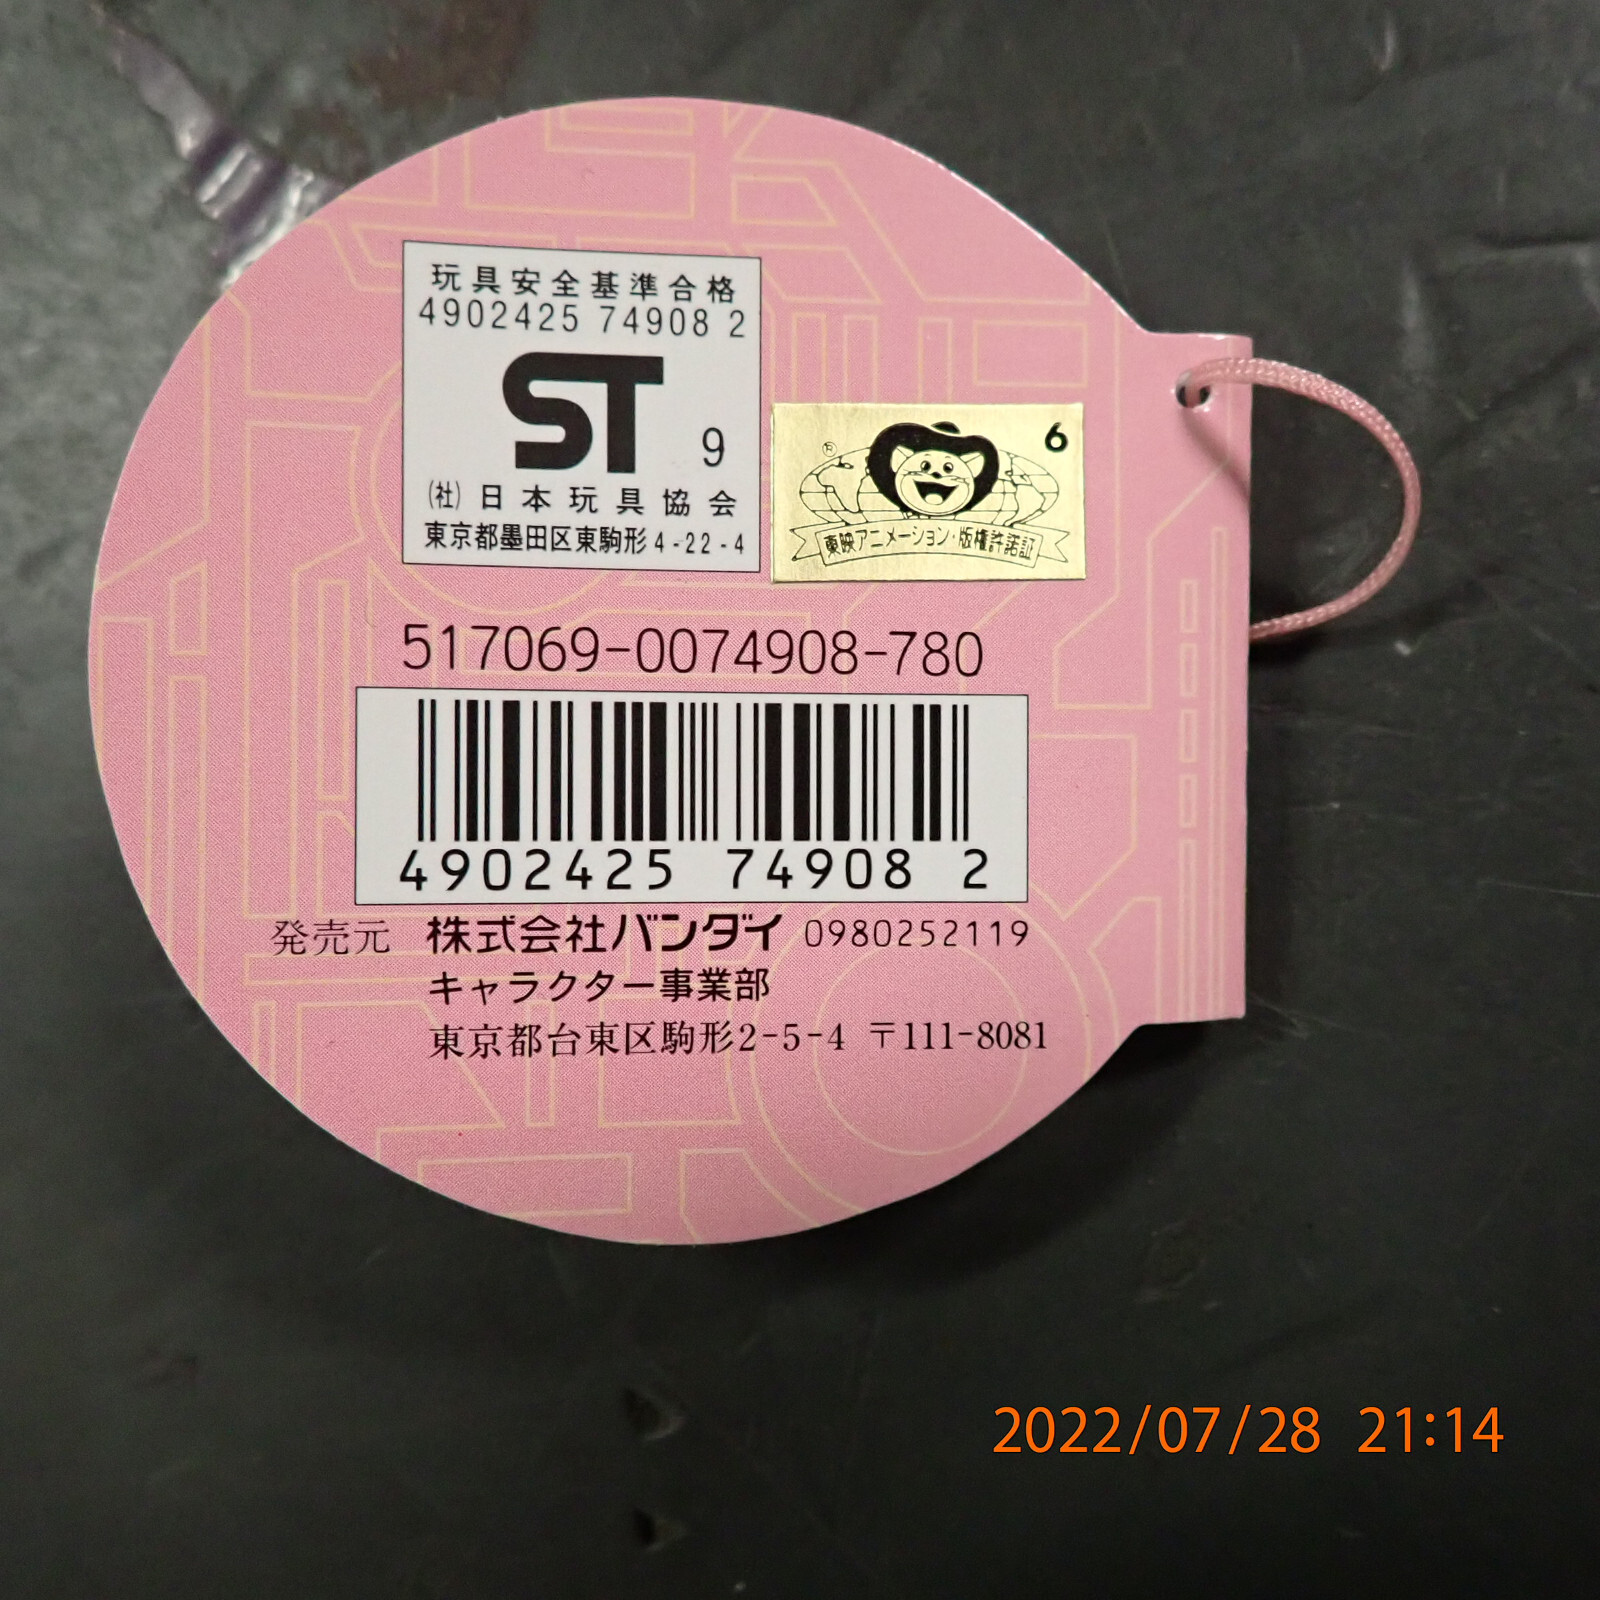 玩具安全基準合格
4902425 74908 2
ST 9
(社)日本玩具協会
東京都墨田区東駒形4-22-4
® 6
東映アニメーション・版権許諾証
517069-0074908-780
4902425 74908 2
発売元 株式会社バンダイ 0980252119
キャラクター事業部
東京都台東区駒形2-5-4 〒111-8081
2022/07/28 21:14